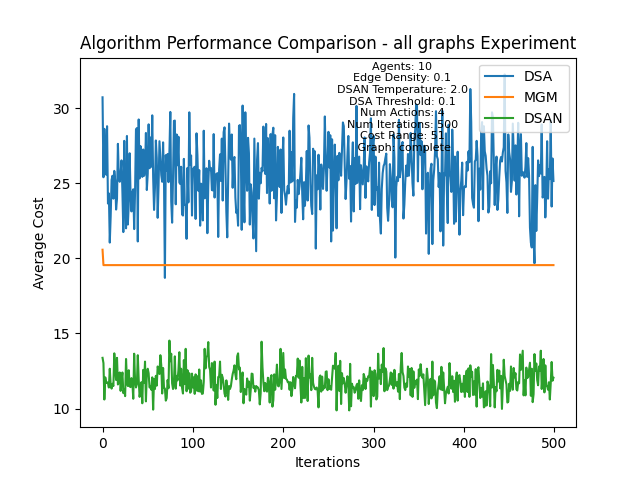 Algorithm Performance Comparison - all graphs Experiment
Agents: 10
Edge Density: 0.1
DSAN Temperature: 2.0
DSA Threshold: 0.1
Num Actions: 4
Num Iterations: 500
Cost Range: 51
Graph: complete
DSA
MGM
DSAN
Average Cost
30
25
20
15
10
0
100
200
300
400
500
Iterations